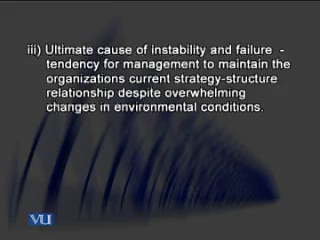 iii) Ultimate cause of instability and failure -
tendency for management to maintain the
organizations current strategy-structure
relationship despite overwhelming
changes in environmental conditions.
VU